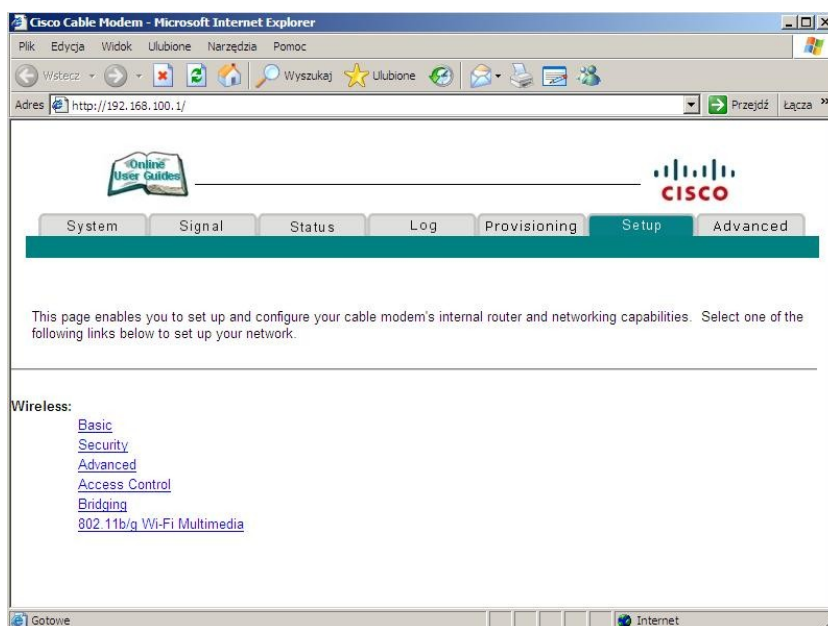 Cisco Cable Modem - Microsoft Internet Explorer
Plik Edycja Widok Ulubione Narzędzia Pomoc
Wstecz Wyszukaj Ulubione
Adres http://192.168.100.1/ Przejdź Łącza »
Online
User Guides
CISCO
System Signal Status Log Provisioning Setup Advanced
This page enables you to set up and configure your cable modem's internal router and networking capabilities. Select one of the
following links below to set up your network.
Wireless:
Basic
Security
Advanced
Access Control
Bridging
802.11b/g Wi-Fi Multimedia
Gotowe Internet